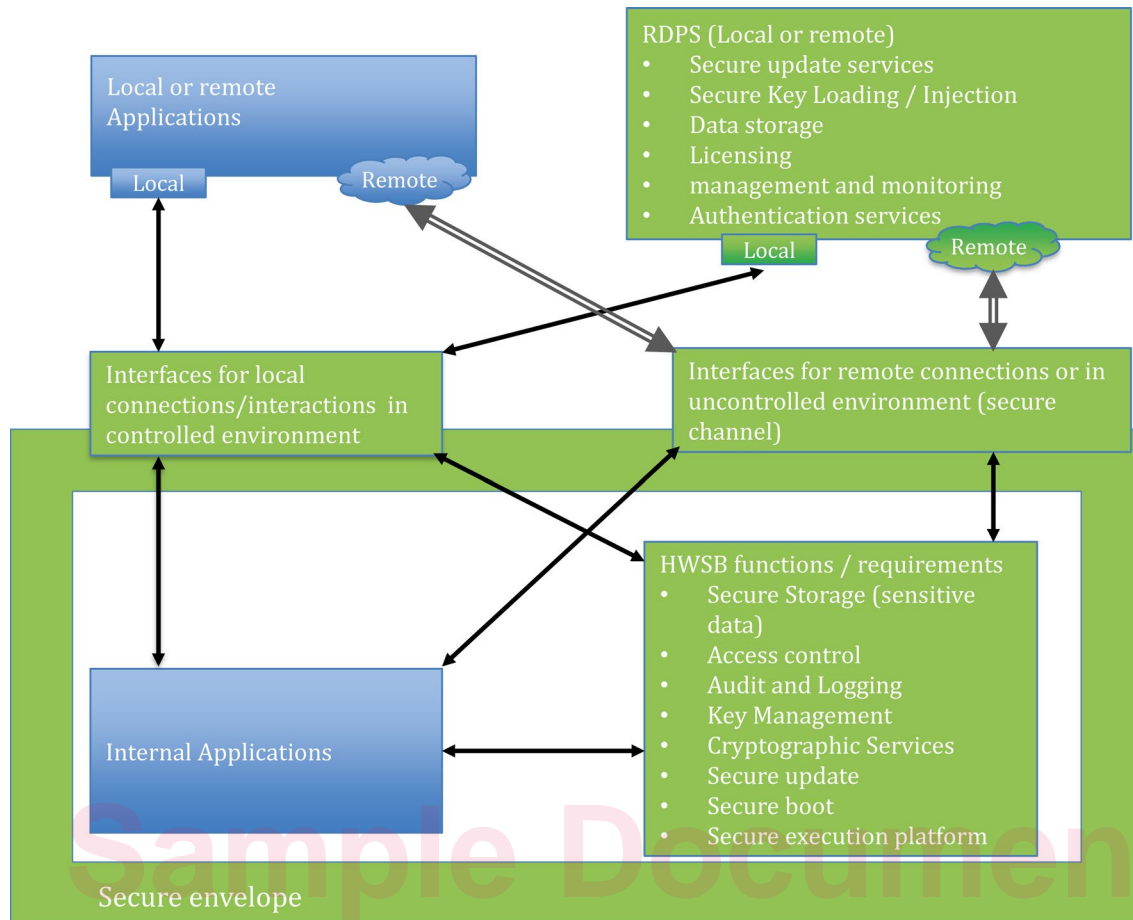 Local or remote
Applications
Local
Remote
RDPS (Local or remote)
• Secure update services
• Secure Key Loading / Injection
• Data storage
• Licensing
• management and monitoring
• Authentication services
Local
Remote
Interfaces for local
connections/interactions in
controlled environment
Interfaces for remote connections or in
uncontrolled environment (secure
channel)
HWSB functions / requirements
• Secure Storage (sensitive
data)
• Access control
• Audit and Logging
• Key Management
• Cryptographic Services
• Secure update
• Secure boot
• Secure execution platform
Internal Applications
Sample Documen
Secure envelope